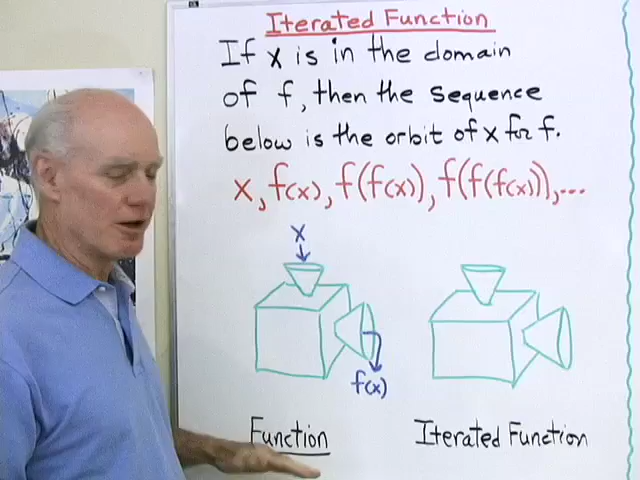 Iterated Function
If x is in the domain
of f, then the sequence
below is the orbit of x for f.
x, f(x), f(f(x)), f(f(f(x))), ...
x
f(x)
Function
Iterated Function